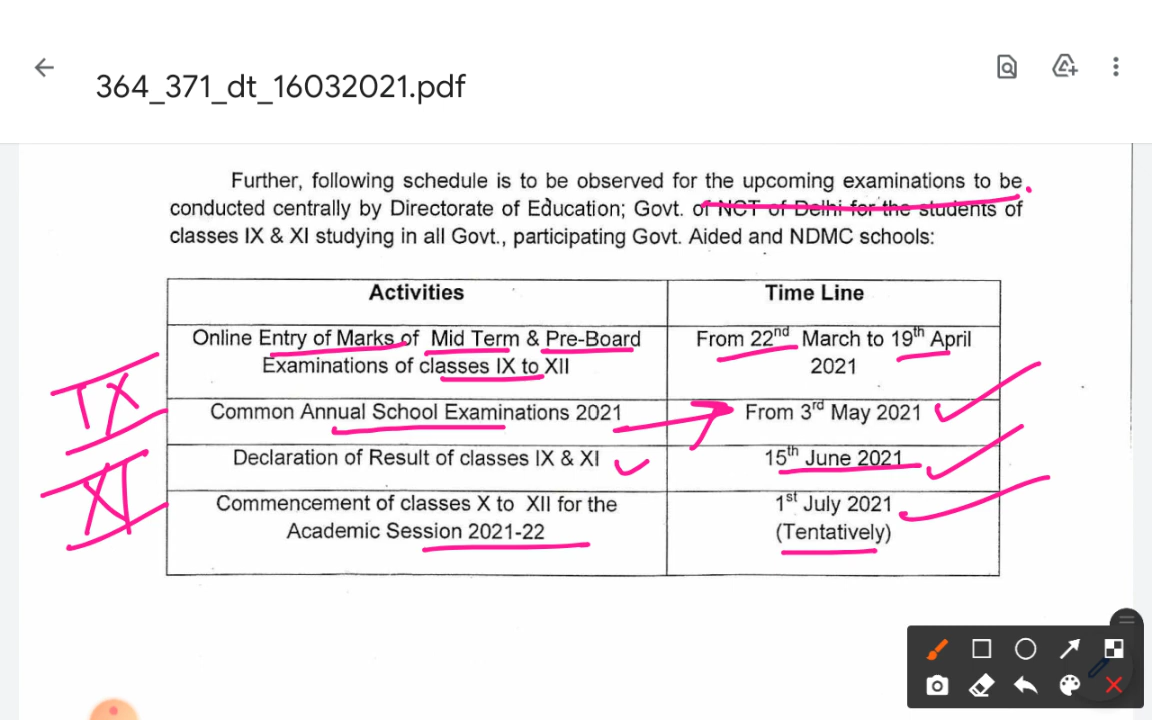 364_371_dt_16032021.pdf
Further, following schedule is to be observed for the upcoming examinations to be
conducted centrally by Directorate of Education; Govt. of NCT of Delhi for the students of
classes IX & XI studying in all Govt., participating Govt. Aided and NDMC schools:
Activities Time Line
Online Entry of Marks of Mid Term & Pre-Board From 22nd March to 19th April
Examinations of classes IX to XII 2021
IX
Common Annual School Examinations 2021 From 3rd May 2021
Declaration of Result of classes IX & XI 15th June 2021
XI
Commencement of classes X to XII for the 1st July 2021
Academic Session 2021-22 (Tentatively)